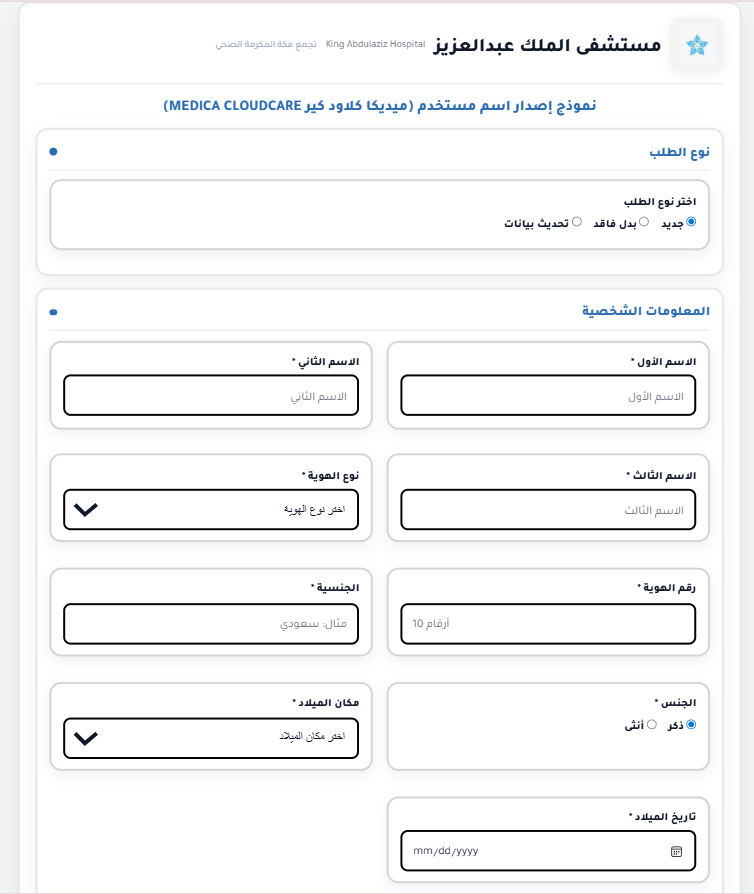 مستشفى الملك عبدالعزيز King Abdulaziz Hospital تجمع مكة المكرمة الصحي
نموذج إصدار اسم مستخدم (ميديكا كلاود كير MEDICA CLOUDCARE)
نوع الطلب
اختر نوع الطلب
جديد بدل فاقد تحديث بيانات
المعلومات الشخصية
الاسم الأول *
الاسم الأول
الاسم الثاني *
الاسم الثاني
الاسم الثالث *
الاسم الثالث
نوع الهوية *
اختر نوع الهوية
رقم الهوية *
10 أرقام
الجنسية *
مثال: سعودي
الجنس *
ذكر أنثى
مكان الميلاد *
اختر مكان الميلاد
تاريخ الميلاد *
mm/dd/yyyy